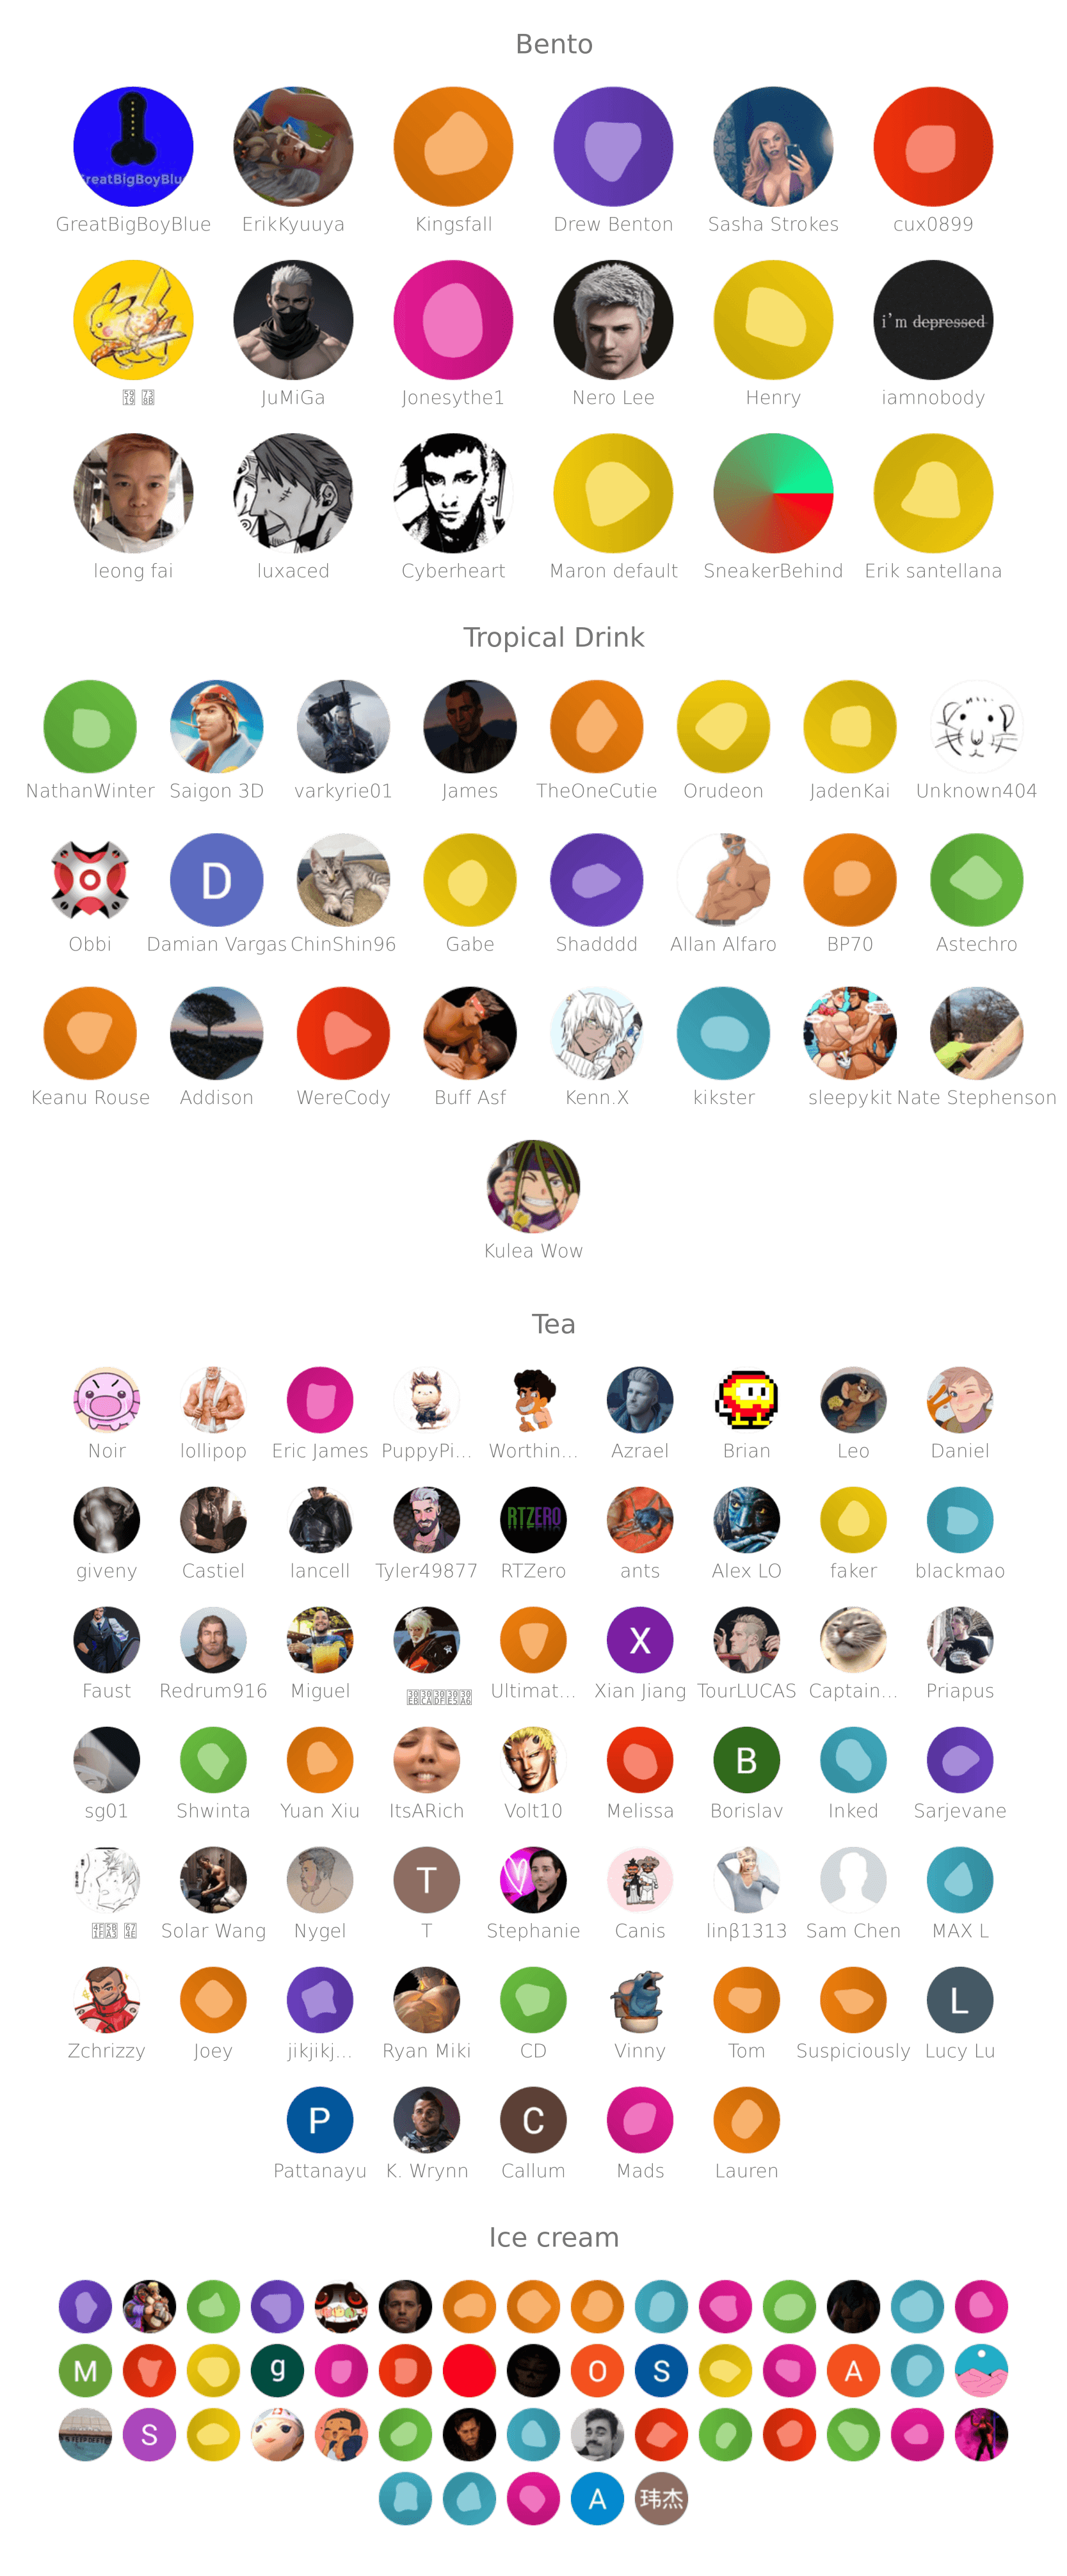 Bento
GreatBigBoyBlu
GreatBigBoyBlue ErikKyuuya Kingsfall Drew Benton Sasha Strokes cux0899
i'm depressed
JuMiGa Jonesythe1 Nero Lee Henry iamnobody
leong fai luxaced Cyberheart Maron default SneakerBehind Erik santellana
Tropical Drink
NathanWinter Saigon 3D varkyrie01 James TheOneCutie Orudeon JadenKai Unknown404
D
Obbi Damian Vargas ChinShin96 Gabe Shadddd Allan Alfaro BP70 Astechro
Keanu Rouse Addison WereCody Buff Asf Kenn.X kikster sleepykit Nate Stephenson
Kulea Wow
Tea
Noir lollipop Eric James PuppyPi... Worthin... Azrael Brian Leo Daniel
RTZERO
giveny Castiel lancell Tyler49877 RTZero ants Alex LO faker blackmao
X
Faust Redrum916 Miguel Ultimat... Xian Jiang TourLUCAS Captain... Priapus
B
sg01 Shwinta Yuan Xiu ItsARich Volt10 Melissa Borislav Inked Sarjevane
T
Solar Wang Nygel T Stephanie Canis linβ1313 Sam Chen MAX L
L
Zchrizzy Joey jikjikj... Ryan Miki CD Vinny Tom Suspiciously Lucy Lu
P C
Pattanayu K. Wrynn Callum Mads Lauren
Ice cream
M g O S A
S
A 玮杰